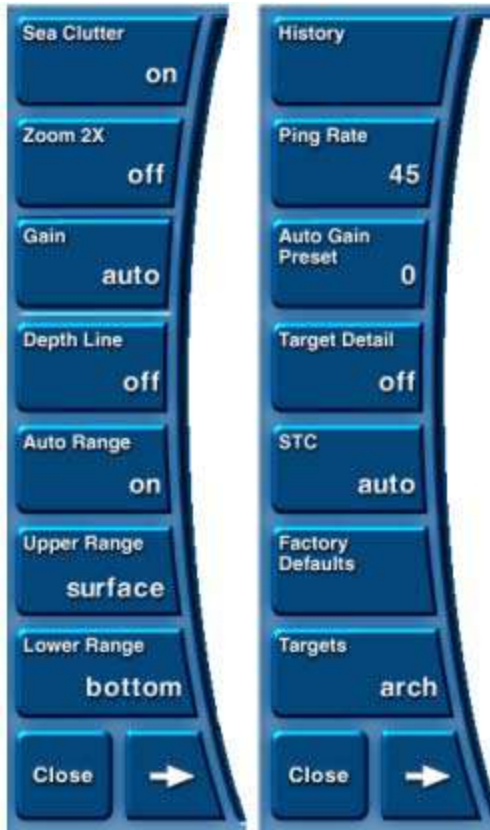 Sea Clutter
on
Zoom 2X
off
Gain
auto
Depth Line
off
Auto Range
on
Upper Range
surface
Lower Range
bottom
Close
History
Ping Rate
45
Auto Gain
Preset
0
Target Detail
off
STC
auto
Factory
Defaults
Targets
arch
Close